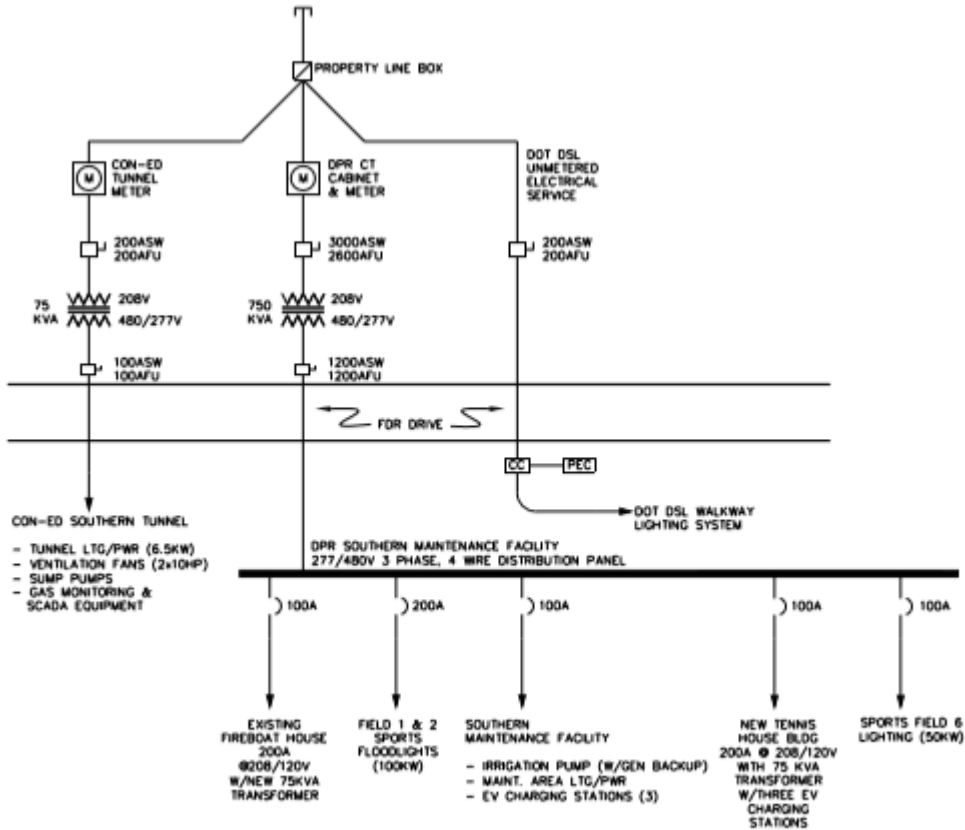 PROPERTY LINE BOX
CON-ED
TUNNEL
METER
M
DPR CT
CABINET
& METER
M
DOT DSL
UNMETERED
ELECTRICAL
SERVICE
200ASW
200AFU
3000ASW
2600AFU
200ASW
200AFU
75
KVA
208V
480/277V
750
KVA
208V
480/277V
100ASW
100AFU
1200ASW
1200AFU
FDR DRIVE
CC
PEC
CON-ED SOUTHERN TUNNEL
- TUNNEL LTG/PWR (6.5KW)
- VENTILATION FANS (2x10HP)
- SUMP PUMPS
- GAS MONITORING &
SCADA EQUIPMENT
DOT DSL WALKWAY
LIGHTING SYSTEM
DPR SOUTHERN MAINTENANCE FACILITY
277/480V 3 PHASE, 4 WIRE DISTRIBUTION PANEL
100A
200A
100A
100A
100A
EXISTING
FIREBOAT HOUSE
200A
@208/120V
W/NEW 75KVA
TRANSFORMER
FIELD 1 & 2
SPORTS
FLOODLIGHTS
(100KW)
SOUTHERN
MAINTENANCE FACILITY
- IRRIGATION PUMP (W/GEN BACKUP)
- MAINT. AREA LTG/PWR
- EV CHARGING STATIONS (3)
NEW TENNIS
HOUSE BLDG
200A @ 208/120V
WITH 75 KVA
TRANSFORMER
W/THREE EV
CHARGING
STATIONS
SPORTS FIELD 6
LIGHTING (50KW)